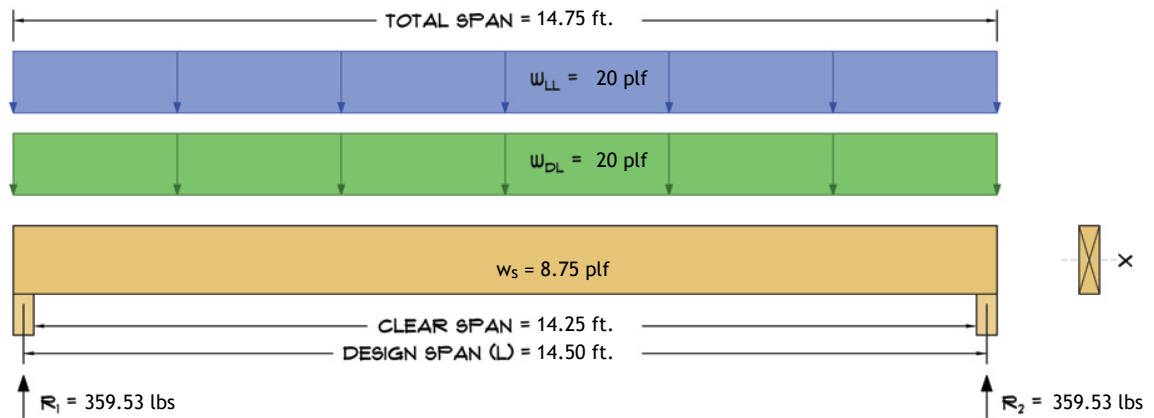 TOTAL SPAN = 14.75 ft.
WLL = 20 plf
WDL = 20 plf
ws = 8.75 plf
X
CLEAR SPAN = 14.25 ft.
DESIGN SPAN (L) = 14.50 ft.
R1 = 359.53 lbs
R2 = 359.53 lbs